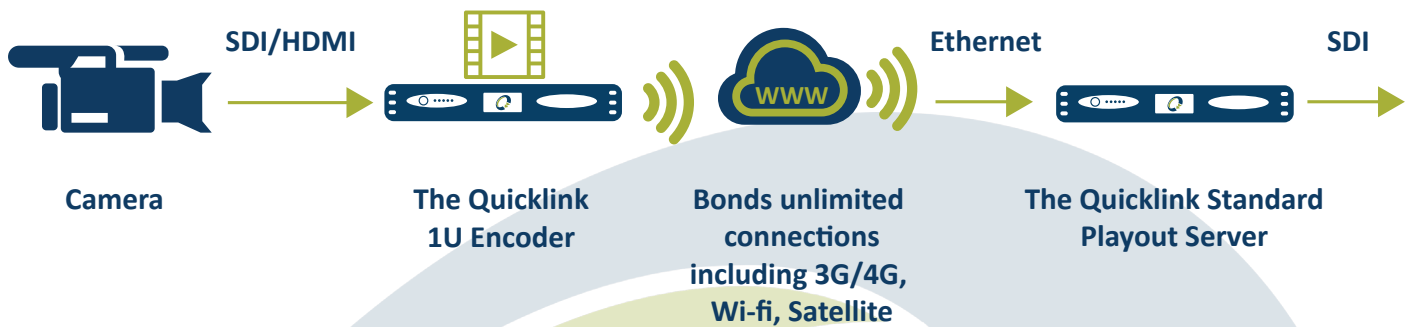 SDI/HDMI
Ethernet
SDI
WWW
Camera
The Quicklink
1U Encoder
Bonds unlimited
connections
including 3G/4G,
Wi-fi, Satellite
The Quicklink Standard
Playout Server